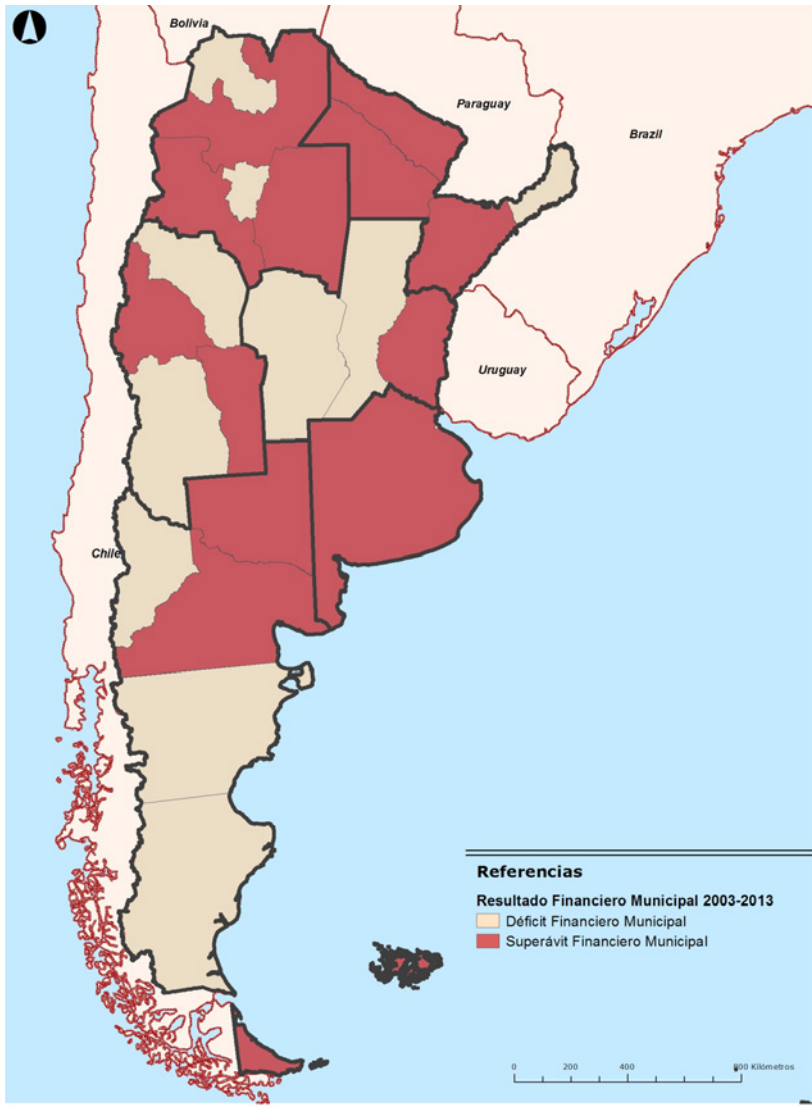 Bolivia
Paraguay
Brazil
Uruguay
Chile
Referencias
Resultado Financiero Municipal 2003-2013
Déficit Financiero Municipal
Superávit Financiero Municipal
0 200 400 800 Kilómetros